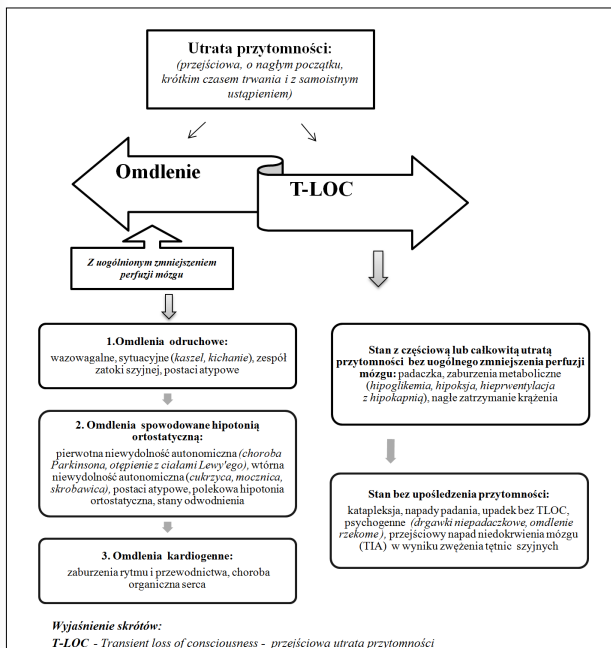 Utrata przytomności:
(przejściowa, o nagłym początku,
krótkim czasem trwania i z samoistnym
ustąpieniem)
Omdlenie
T-LOC
Z uogólnionym zmniejszeniem
perfuzji mózgu
1.Omdlenia odruchowe:
wazowagalne, sytuacyjne (kaszel, kichanie), zespół
zatoki szyjnej, postaci atypowe
2. Omdlenia spowodowane hipotonią
ortostatyczną:
pierwotna niewydolność autonomiczna (choroba
Parkinsona, otępienie z ciałami Lewy'ego), wtórna
niewydolność autonomiczna (cukrzyca, mocznica,
skrobawica), postaci atypowe, polekowa hipotonia
ortostatyczna, stany odwodnienia
3. Omdlenia kardiogenne:
zaburzenia rytmu i przewodnictwa, choroba
organiczna serca
Stan z częściową lub całkowitą utratą
przytomności bez uogólnego zmniejszenia perfuzji
mózgu: padaczka, zaburzenia metaboliczne
(hipoglikemia, hipoksja, hieprwentylacja
z hipokapnią), nagłe zatrzymanie krążenia
Stan bez upośledzenia przytomności:
katapleksja, napady padania, upadek bez TLOC,
psychogenne (drgawki niepadaczkowe, omdlenie
rzekome), przejściowy napad niedokrwienia mózgu
(TIA) w wyniku zwężenia tętnic szyjnych
Wyjaśnienie skrótów:
T-LOC - Transient loss of consciousness - przejściowa utrata przytomności